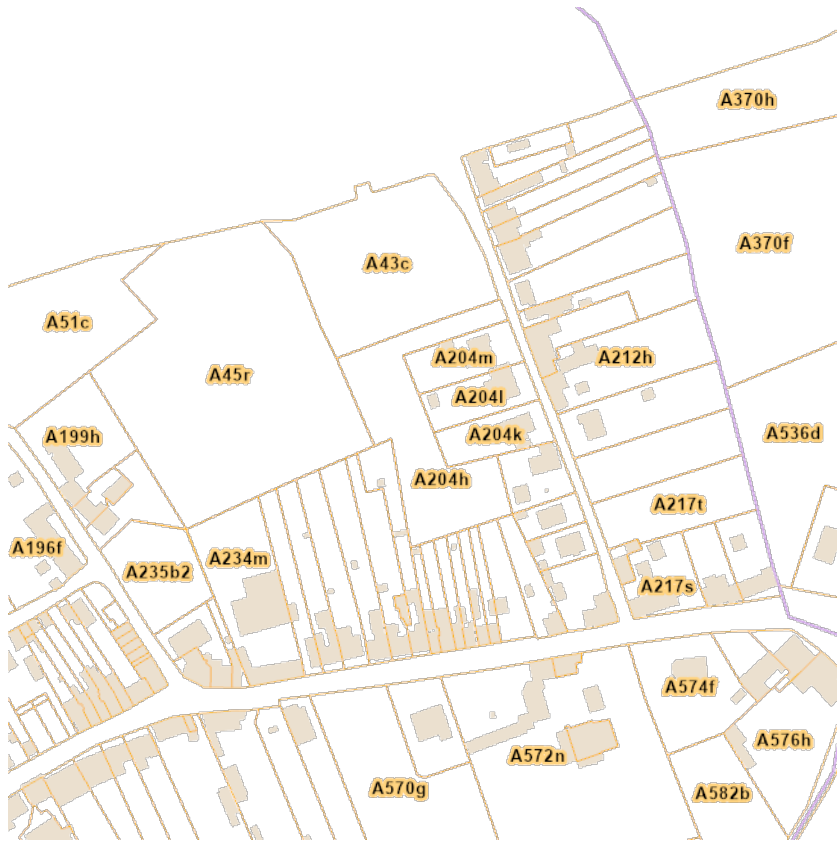 A370h
A370f
A43c
A51c
A204m
A212h
A45r
A204l
A199h
A204k
A536d
A204h
A217t
A196f
A235b2
A234m
A217s
A574f
A576h
A572n
A570g
A582b